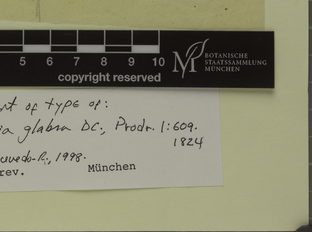 5 6 7 8 9 10
copyright reserved
BOTANISCHE
STAATSSAMMLUNG
MÜNCHEN
of type of:
glabra DC., Prodr. 1:609.
1824
1998.
rev. München